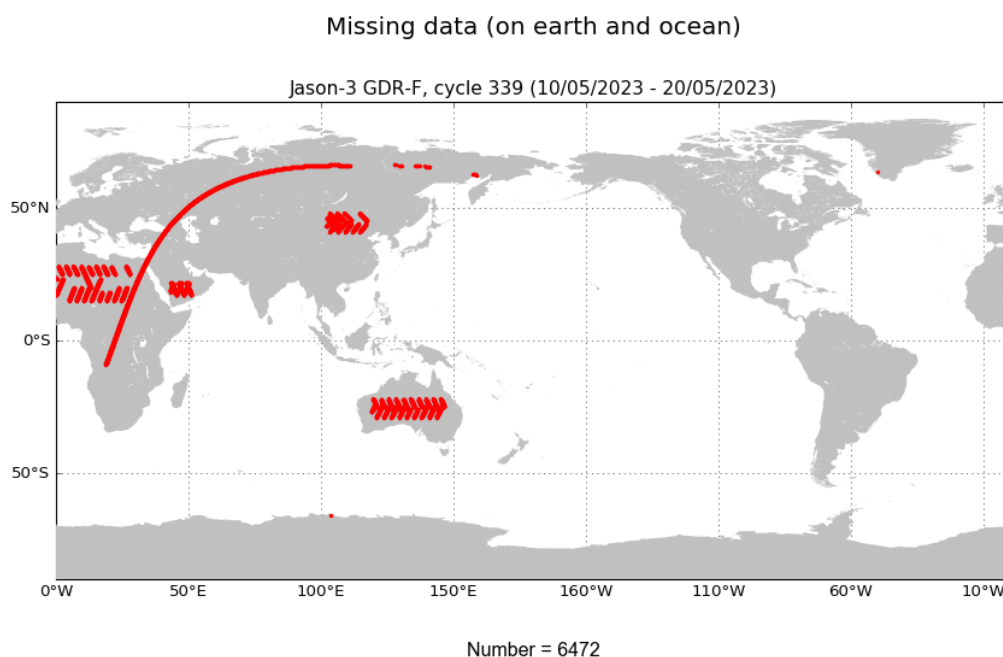 Missing data (on earth and ocean)
Jason-3 GDR-F, cycle 339 (10/05/2023 - 20/05/2023)
50°N
0°S
50°S
0°W
50°E
100°E
150°E
160°W
110°W
60°W
10°W
Number = 6472